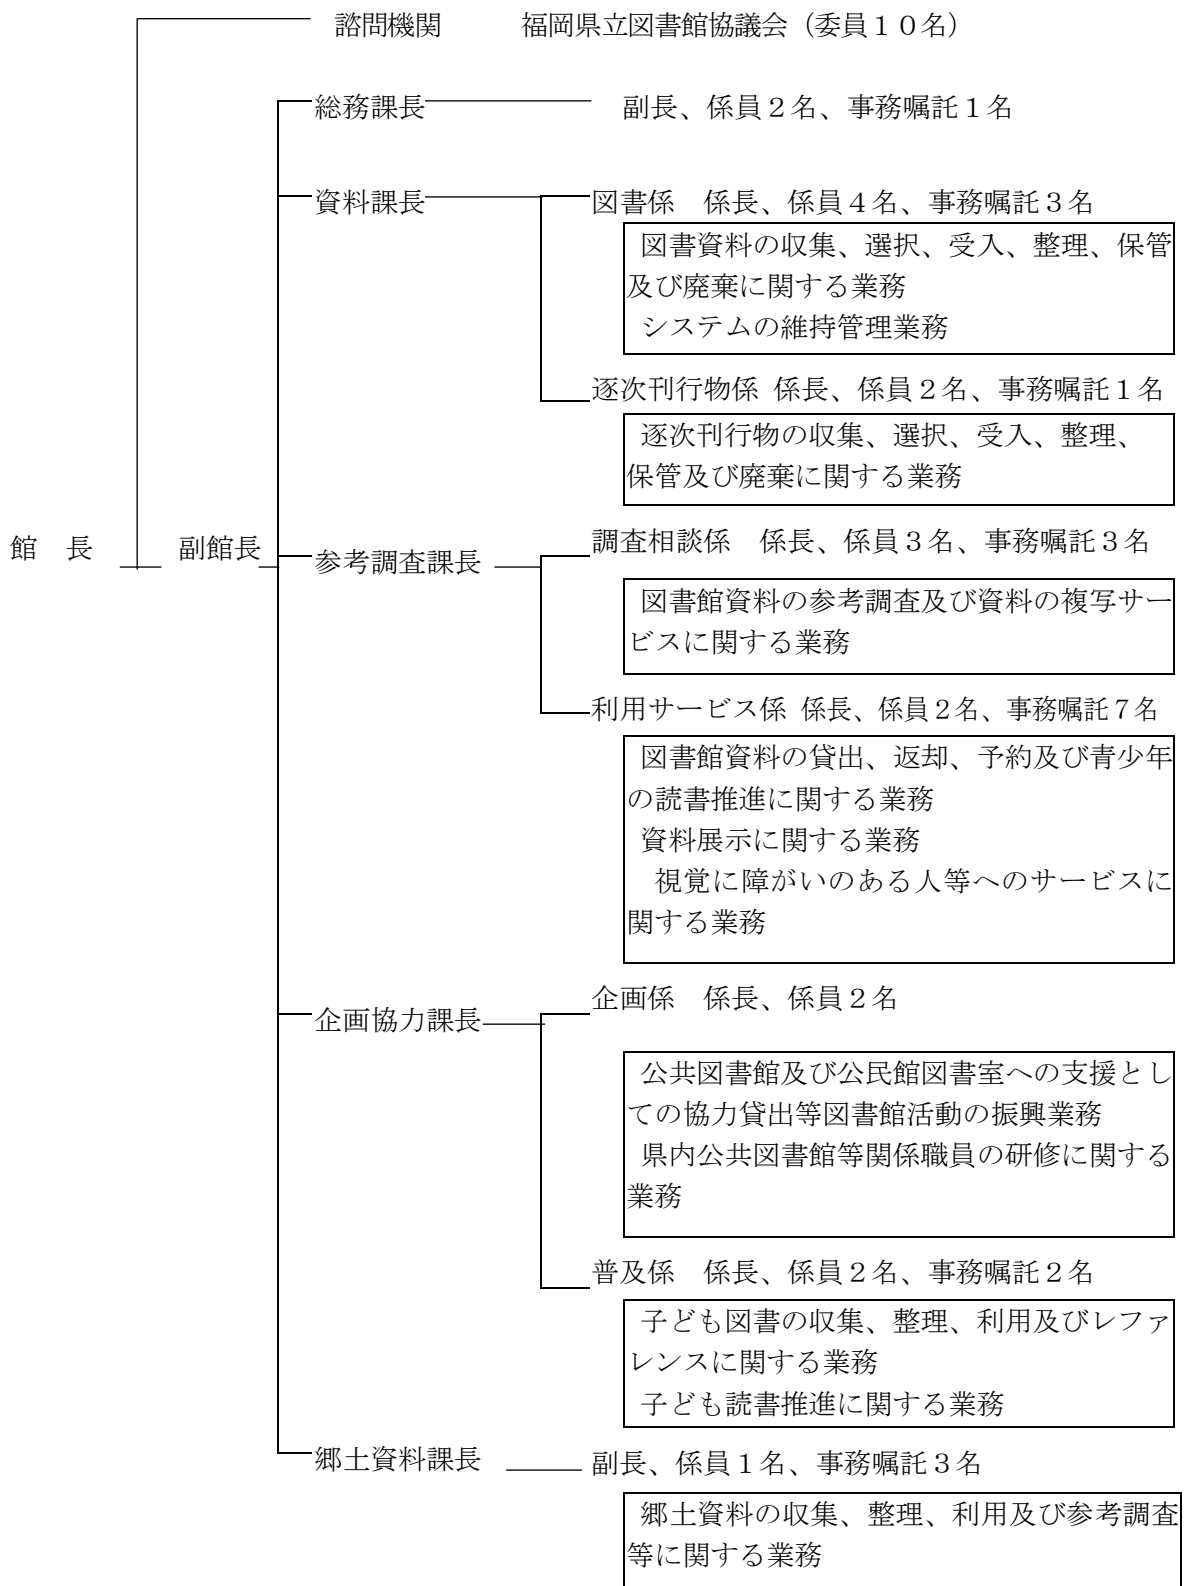 諮問機関　　福岡県立図書館協議会（委員１０名）
総務課長　　副長、係員２名、事務嘱託１名
資料課長　　図書係　係長、係員４名、事務嘱託３名
図書資料の収集、選択、受入、整理、保管
及び廃棄に関する業務
システムの維持管理業務
逐次刊行物係 係長、係員２名、事務嘱託１名
逐次刊行物の収集、選択、受入、整理、
保管及び廃棄に関する業務
館　長　　副館長　　参考調査課長　　調査相談係　係長、係員３名、事務嘱託３名
図書館資料の参考調査及び資料の複写サー
ビスに関する業務
利用サービス係 係長、係員２名、事務嘱託７名
図書館資料の貸出、返却、予約及び青少年
の読書推進に関する業務
資料展示に関する業務
視覚に障がいのある人等へのサービスに
関する業務
企画協力課長　　企画係　係長、係員２名
公共図書館及び公民館図書室への支援とし
ての協力貸出等図書館活動の振興業務
県内公共図書館等関係職員の研修に関する
業務
普及係　係長、係員２名、事務嘱託２名
子ども図書の収集、整理、利用及びレファ
レンスに関する業務
子ども読書推進に関する業務
郷土資料課長　　副長、係員１名、事務嘱託３名
郷土資料の収集、整理、利用及び参考調査
等に関する業務